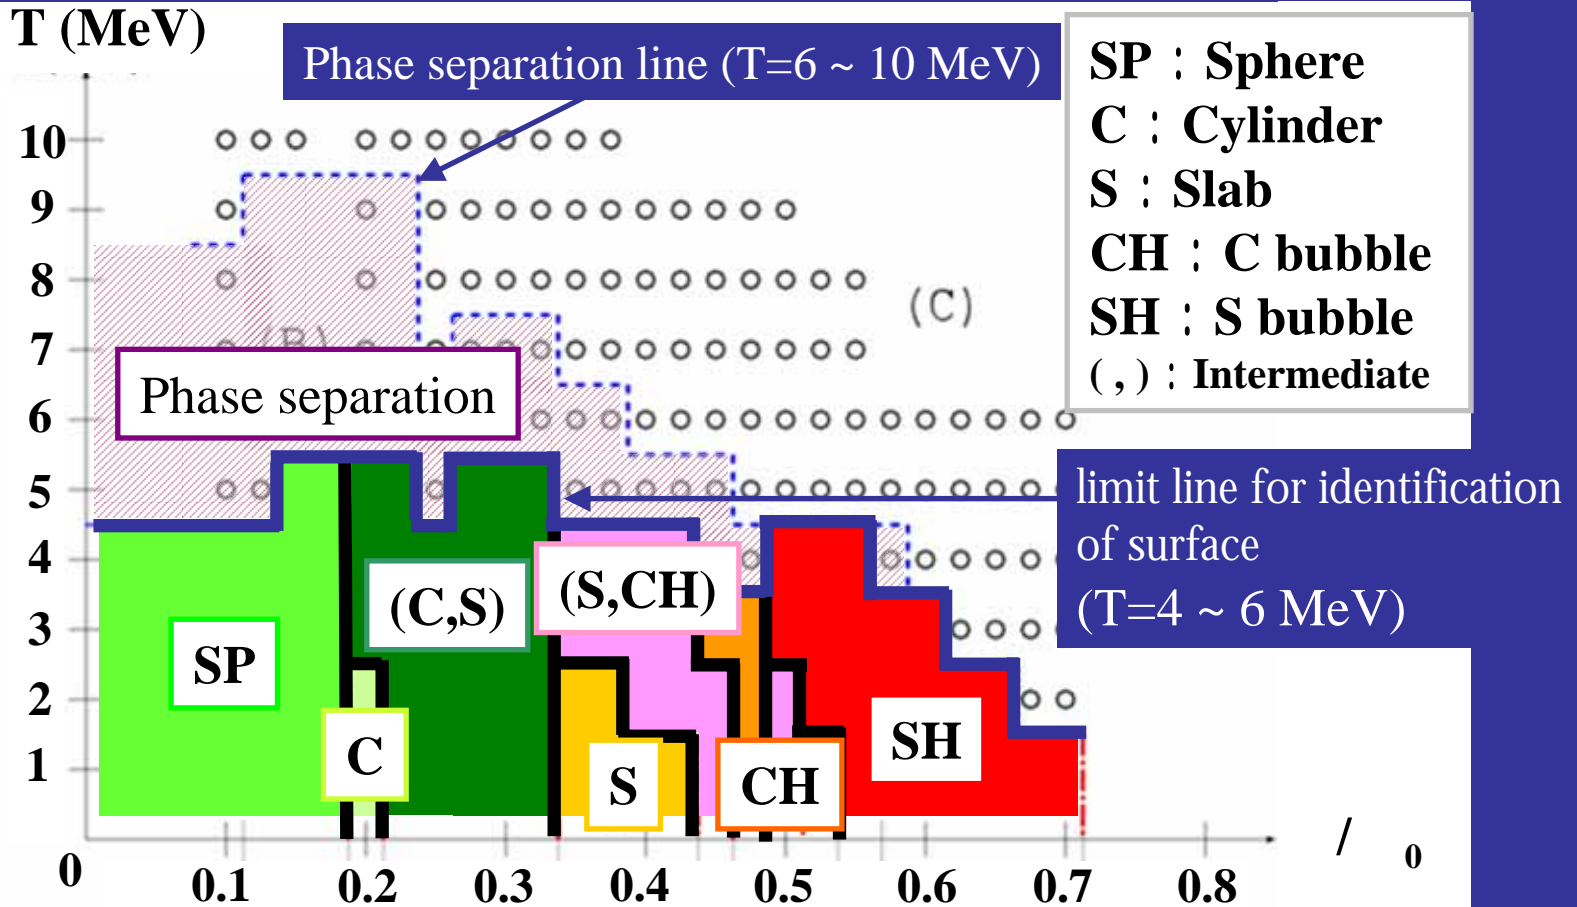 T (MeV)
Phase separation line (T=6 ~ 10 MeV)
SP : Sphere
C : Cylinder
S : Slab
CH : C bubble
SH : S bubble
( , ) : Intermediate
10
9
8
7
6
5
4
3
2
1
0
(B)
(C)
Phase separation
limit line for identification
of surface
(T=4 ~ 6 MeV)
(C,S)
(S,CH)
SP
C
S
CH
SH
0.1
0.2
0.3
0.4
0.5
0.6
0.7
0.8
/ 0